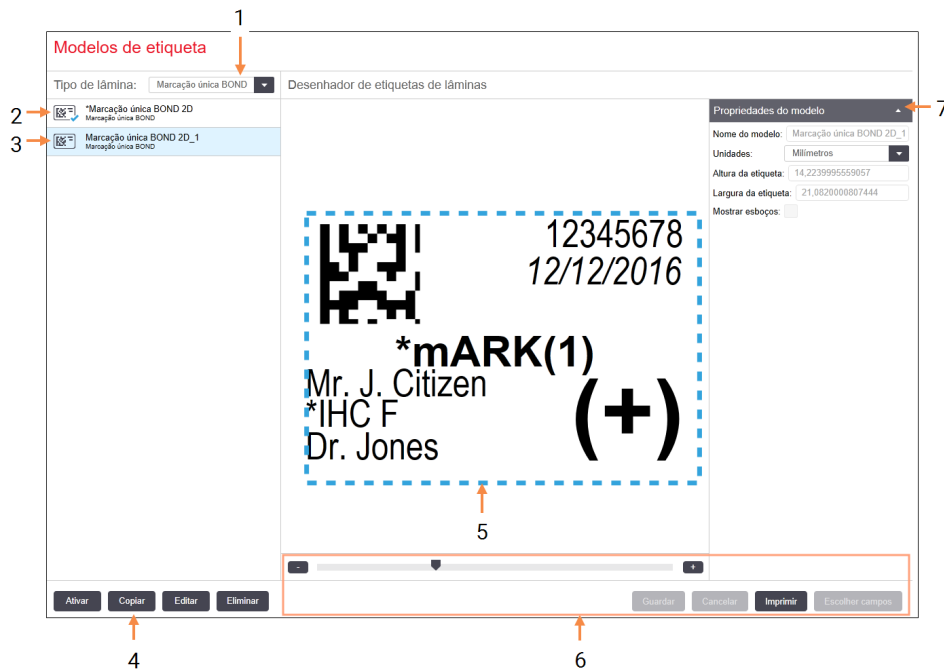 1
Modelos de etiqueta
Tipo de lâmina: Marcação única BOND
Desenhador de etiquetas de lâminas
2
*Marcação única BOND 2D
Marcação única BOND
3
Marcação única BOND 2D_1
Marcação única BOND
7
Propriedades do modelo
Nome do modelo: Marcação única BOND 2D_1
Unidades: Milímetros
Altura da etiqueta: 14,2239995559057
Largura da etiqueta: 21,0820000807444
Mostrar esboços:
12345678
12/12/2016
*mARK(1)
Mr. J. Citizen
*IHC F
Dr. Jones
(+)
5
- +
Ativar Copiar Editar Eliminar
Guardar Cancelar Imprimir Escolher campos
4
6